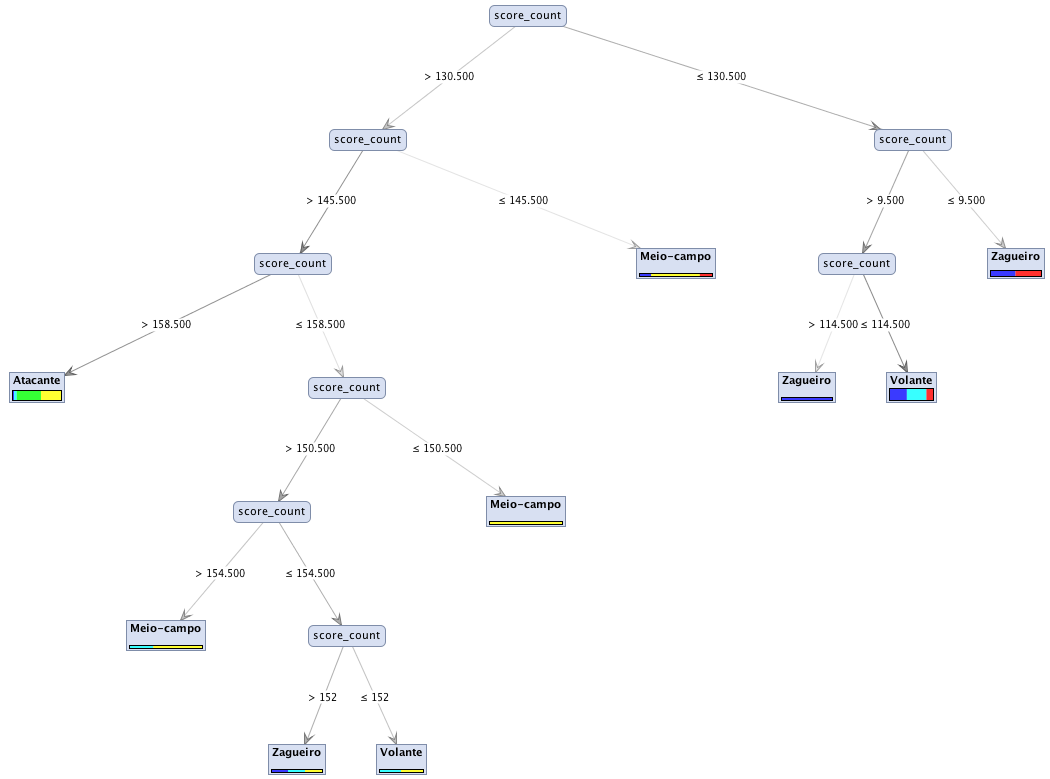 score_count
> 130.500
≤ 130.500
score_count
score_count
> 145.500
≤ 145.500
> 9.500
≤ 9.500
score_count
Meio-campo
score_count
Zagueiro
> 158.500
≤ 158.500
> 114.500
≤ 114.500
Atacante
score_count
Zagueiro
Volante
> 150.500
≤ 150.500
score_count
Meio-campo
> 154.500
≤ 154.500
Meio-campo
score_count
> 152
≤ 152
Zagueiro
Volante